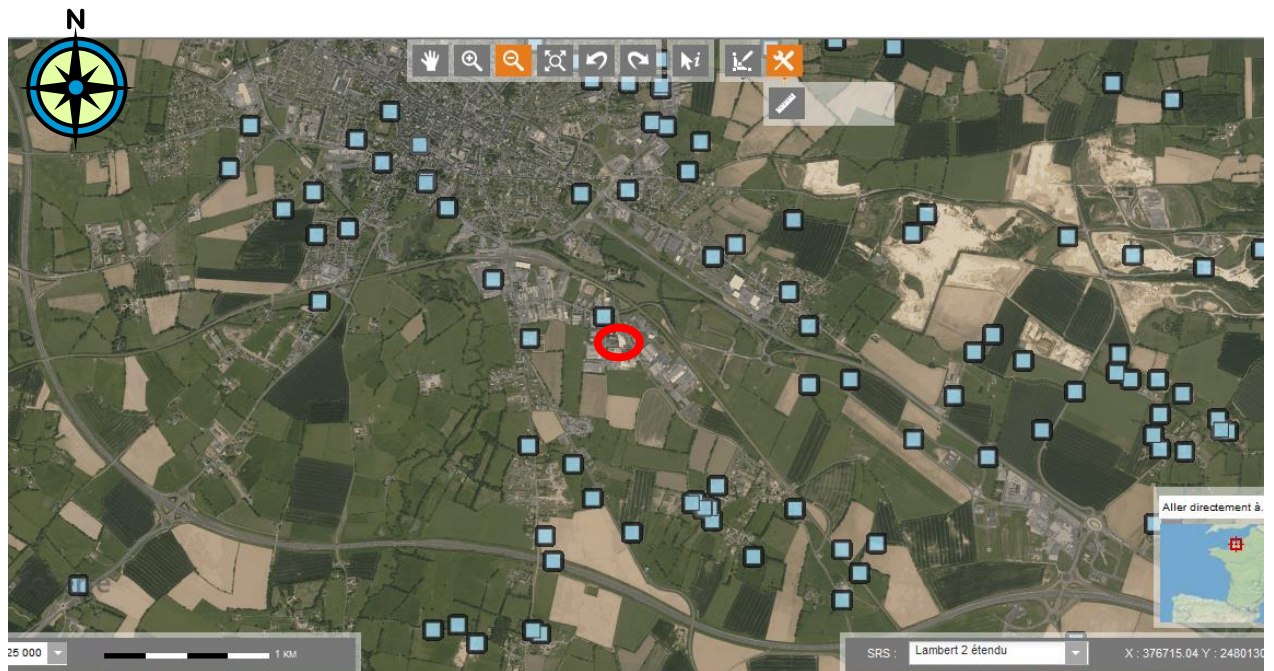 N
i
Aller directement à.
25 000
1 KM
SRS :
Lambert 2 étendu
X : 376715.04 Y : 2480130